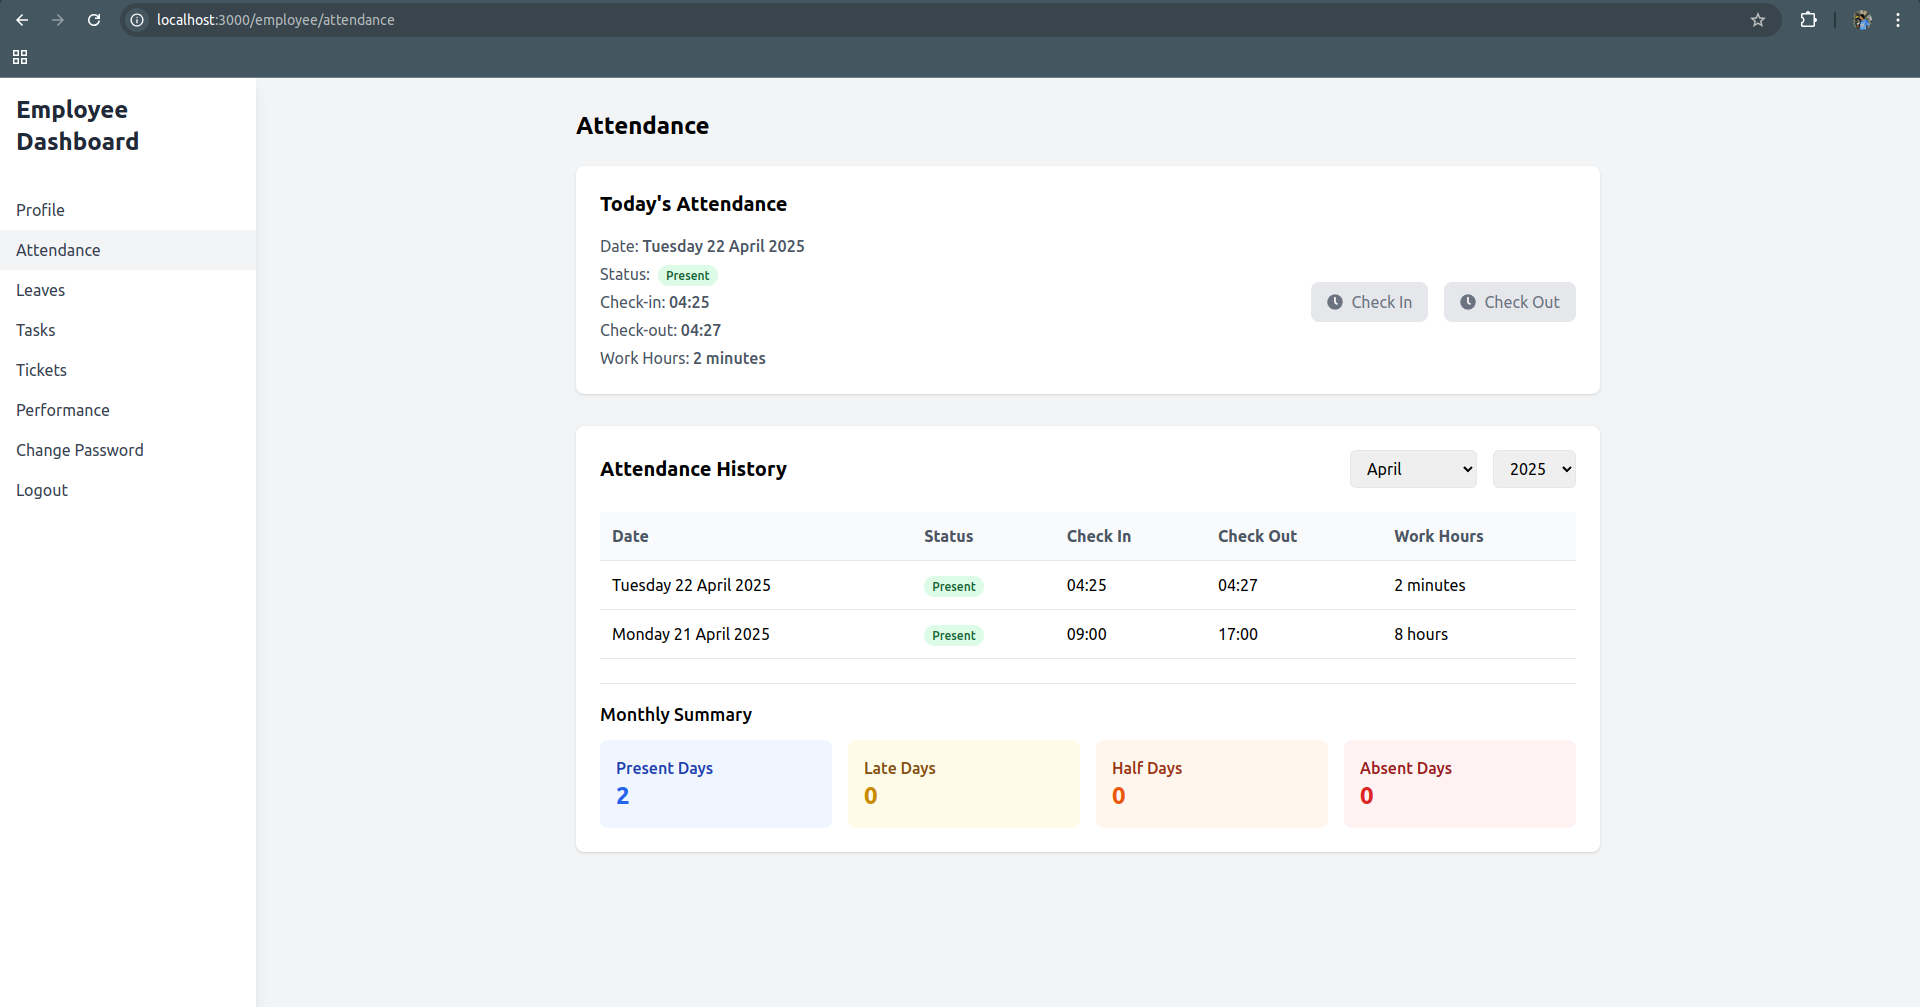 localhost:3000/employee/attendance
Employee
Dashboard
Profile
Attendance
Leaves
Tasks
Tickets
Performance
Change Password
Logout
Attendance
Today's Attendance
Date: Tuesday 22 April 2025
Status: Present
Check-in: 04:25
Check-out: 04:27
Work Hours: 2 minutes
Check In Check Out
Attendance History April 2025
Date Status Check In Check Out Work Hours
Tuesday 22 April 2025 Present 04:25 04:27 2 minutes
Monday 21 April 2025 Present 09:00 17:00 8 hours
Monthly Summary
Present Days Late Days Half Days Absent Days
2 0 0 0